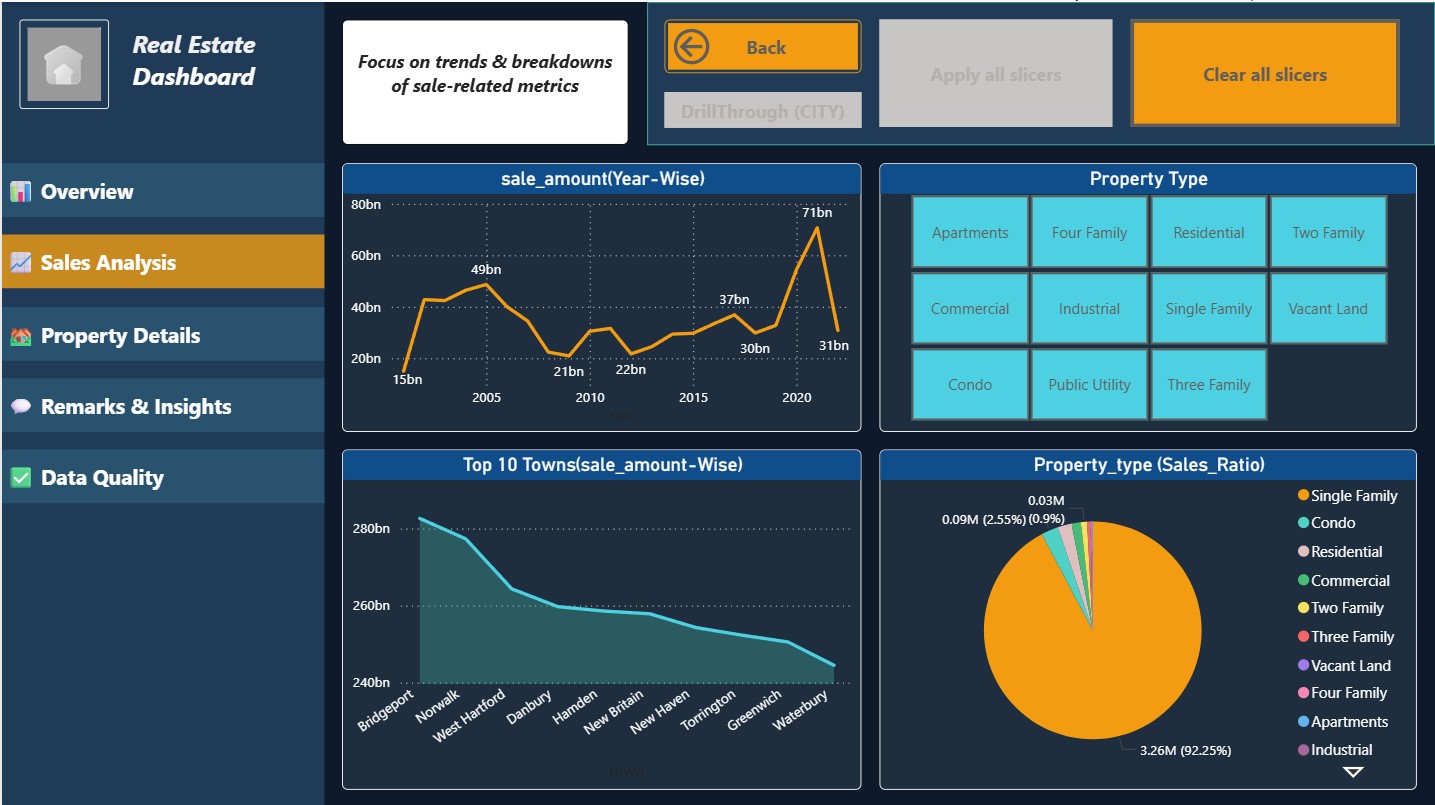 Real Estate
Dashboard
Focus on trends & breakdowns
of sale-related metrics
Back
DrillThrough (CITY)
Apply all slicers
Clear all slicers
Overview
Sales Analysis
Property Details
Remarks & Insights
Data Quality
sale_amount(Year-Wise)
80bn
60bn
40bn
20bn
15bn
49bn
21bn
22bn
37bn
30bn
71bn
31bn
2005
2010
2015
2020
Property Type
Apartments
Four Family
Residential
Two Family
Commercial
Industrial
Single Family
Vacant Land
Condo
Public Utility
Three Family
Top 10 Towns(sale_amount-Wise)
280bn
260bn
240bn
Bridgeport
Norwalk
West Hartford
Danbury
Hamden
New Britain
New Haven
Torrington
Greenwich
Waterbury
Town
Property_type (Sales_Ratio)
0.03M
(0.9%)
0.09M (2.55%)
3.26M (92.25%)
Single Family
Condo
Residential
Commercial
Two Family
Three Family
Vacant Land
Four Family
Apartments
Industrial